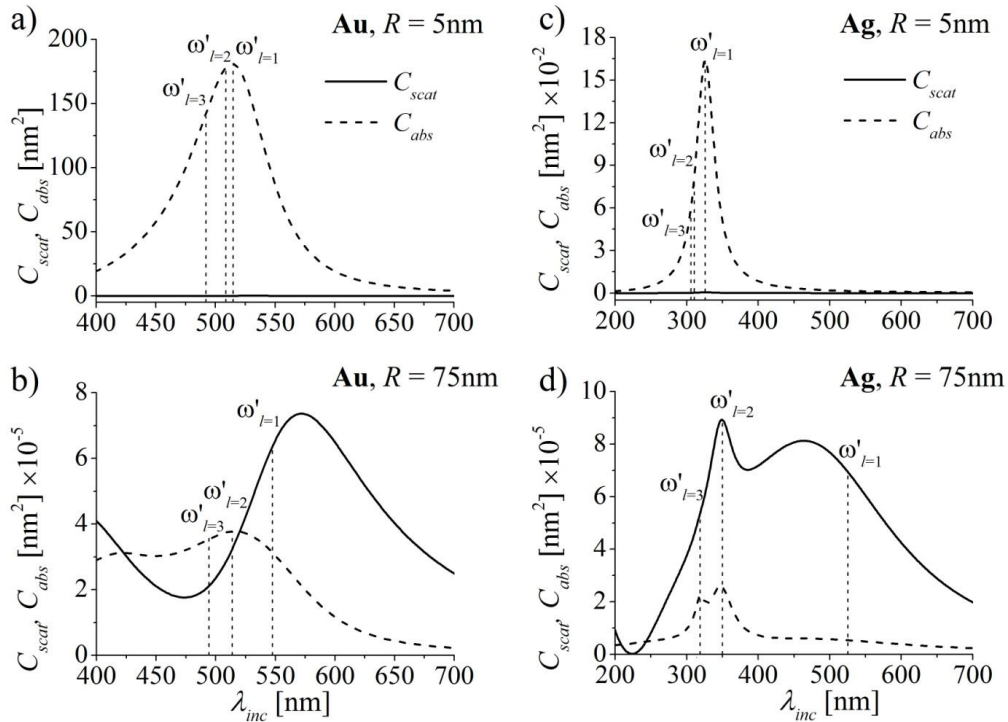 a)
Au, R = 5nm
C_scat, C_abs [nm²]
200
150
100
50
0
ω'_{l=3}
ω'_{l=2}
ω'_{l=1}
C_scat
C_abs
400 450 500 550 600 650 700
c)
Ag, R = 5nm
C_scat, C_abs [nm²] ×10⁻²
18
15
12
9
6
3
0
ω'_{l=1}
ω'_{l=2}
ω'_{l=3}
C_scat
C_abs
200 300 400 500 600 700
b)
Au, R = 75nm
C_scat, C_abs [nm²] ×10⁻⁵
8
6
4
2
0
ω'_{l=1}
ω'_{l=2}
ω'_{l=3}
400 450 500 550 600 650 700
λ_inc [nm]
d)
Ag, R = 75nm
C_scat, C_abs [nm²] ×10⁻⁵
10
8
6
4
2
0
ω'_{l=2}
ω'_{l=1}
ω'_{l=3}
200 300 400 500 600 700
λ_inc [nm]